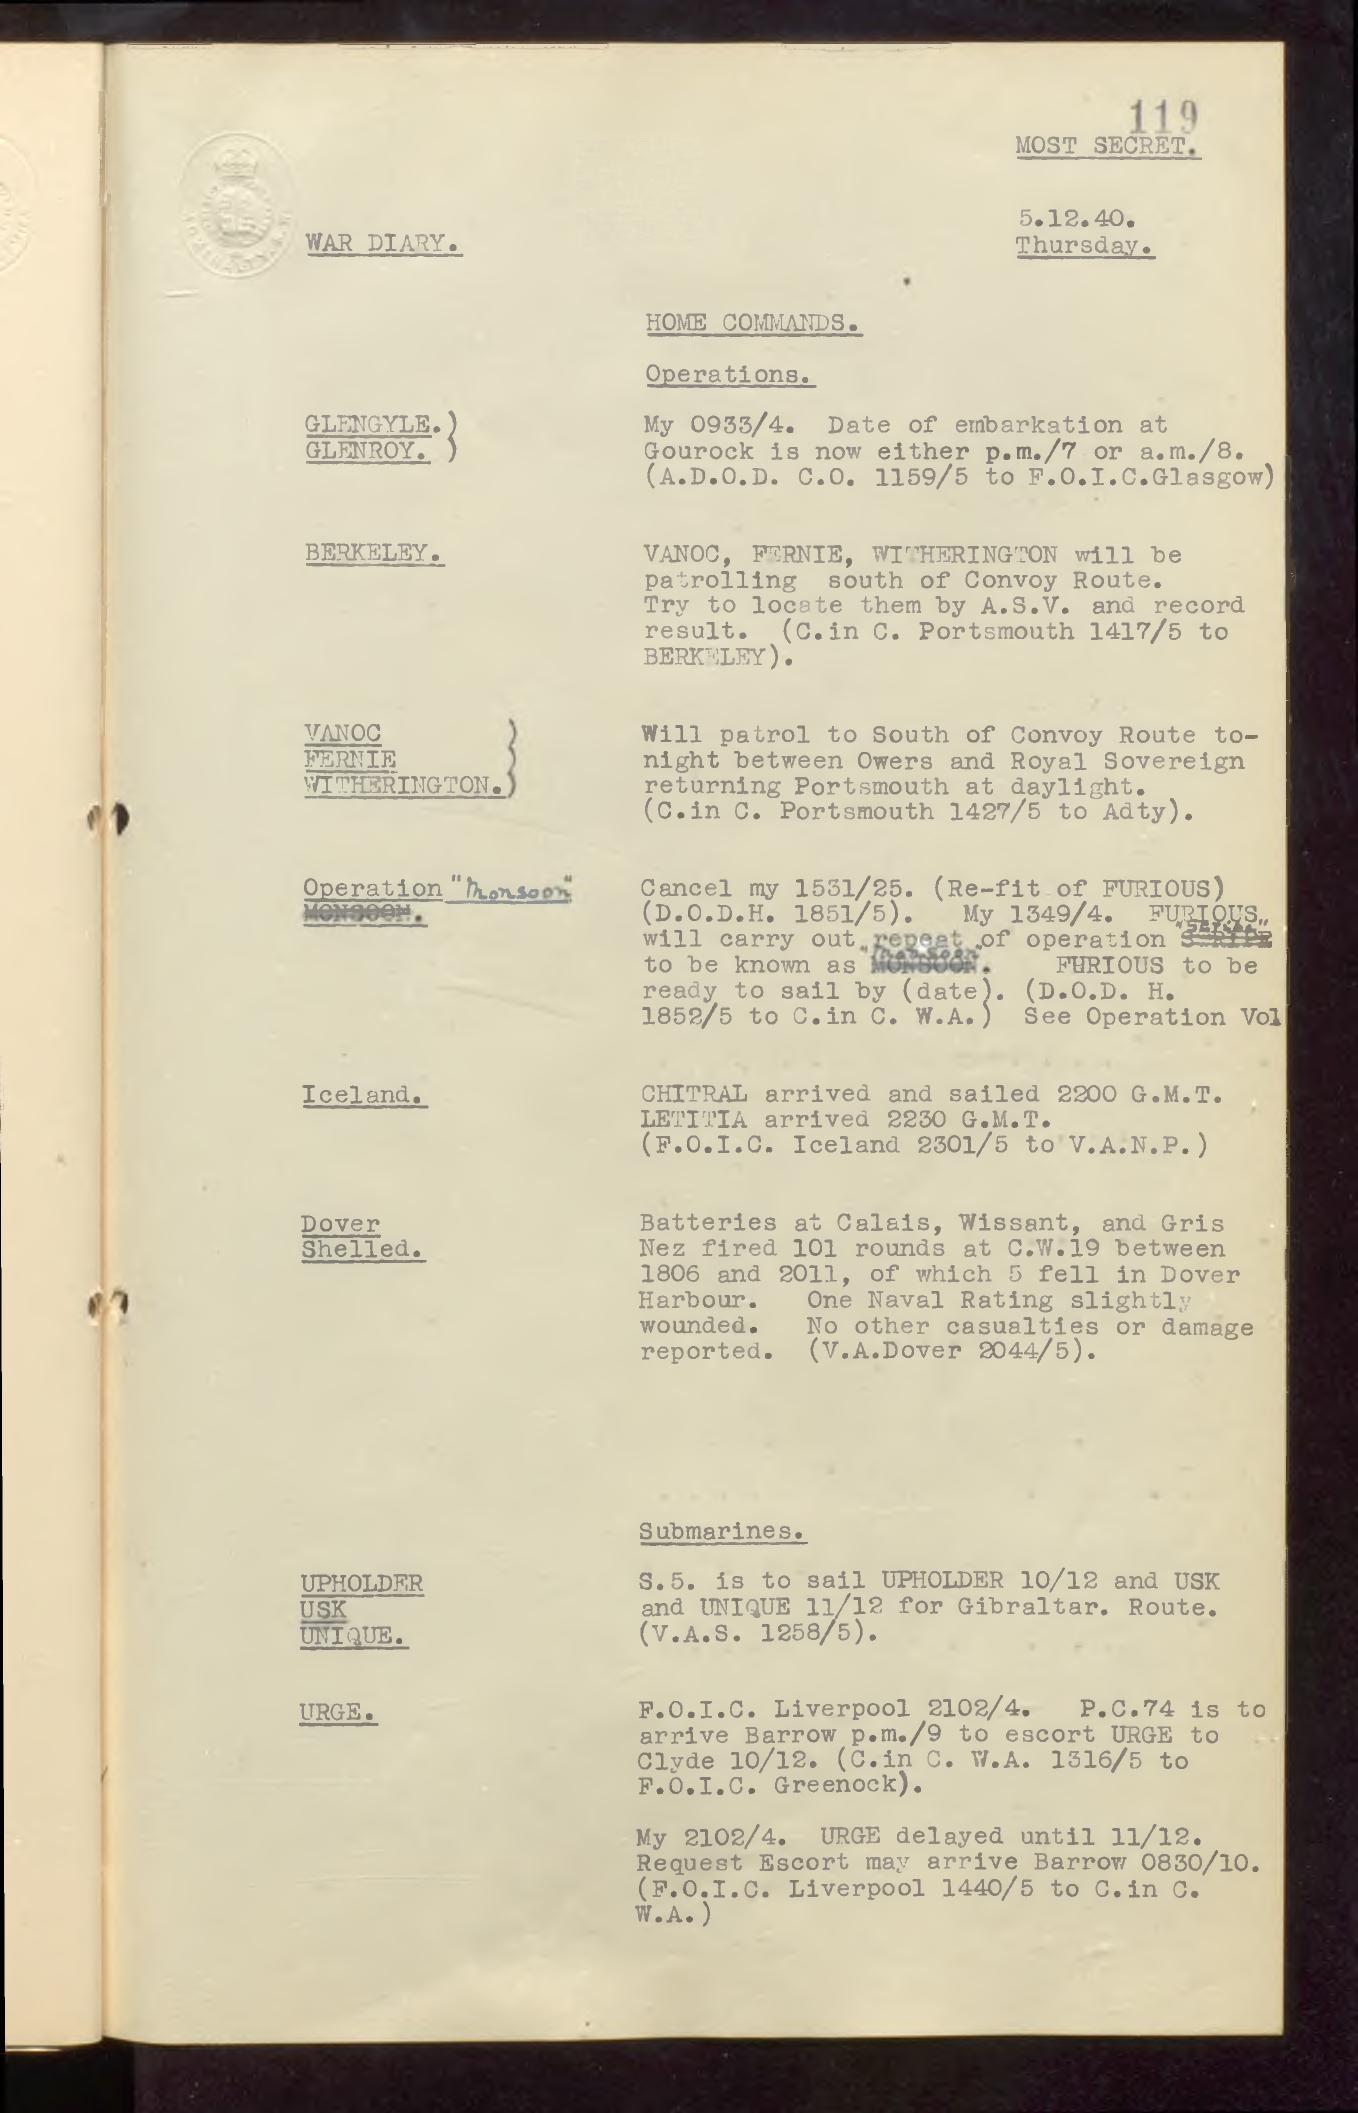 119
MOST SECRET.
5.12.40.
Thursday.
WAR DIARY.
HOME COMMANDS.
Operations.
GLENGYLE.)
GLENROY. )
My 0933/4. Date of embarkation at
Gourock is now either p.m./7 or a.m./8.
(A.D.O.D. C.O. 1159/5 to F.O.I.C.Glasgow)
BERKELEY.
VANOC, FERNIE, WITHERINGTON will be
patrolling south of Convoy Route.
Try to locate them by A.S.V. and record
result. (C.in C. Portsmouth 1417/5 to
BERKELEY).
VANOC
FERNIE
WITHERINGTON.)
Will patrol to South of Convoy Route to-
night between Owers and Royal Sovereign
returning Portsmouth at daylight.
(C.in C. Portsmouth 1427/5 to Adty).
Operation "Monsoon"
MONSOON.
Cancel my 1531/25. (Re-fit of FURIOUS)
(D.O.D.H. 1851/5). My 1349/4. FURIOUS
will carry out repeat of operation
to be known as "Monsoon" MONSOON. FURIOUS to be
ready to sail by (date). (D.O.D. H.
1852/5 to C.in C. W.A.) See Operation Vol
Iceland.
CHITRAL arrived and sailed 2200 G.M.T.
LETITIA arrived 2230 G.M.T.
(F.O.I.C. Iceland 2301/5 to V.A.N.P.)
Dover
Shelled.
Batteries at Calais, Wissant, and Gris
Nez fired 101 rounds at C.W.19 between
1806 and 2011, of which 5 fell in Dover
Harbour. One Naval Rating slightly
wounded. No other casualties or damage
reported. (V.A.Dover 2044/5).
Submarines.
UPHOLDER
USK
UNIQUE.
S.5. is to sail UPHOLDER 10/12 and USK
and UNIQUE 11/12 for Gibraltar. Route.
(V.A.S. 1258/5).
URGE.
F.O.I.C. Liverpool 2102/4. P.C.74 is to
arrive Barrow p.m./9 to escort URGE to
Clyde 10/12. (C.in C. W.A. 1316/5 to
F.O.I.C. Greenock).
My 2102/4. URGE delayed until 11/12.
Request Escort may arrive Barrow 0830/10.
(F.O.I.C. Liverpool 1440/5 to C.in C.
W.A.)